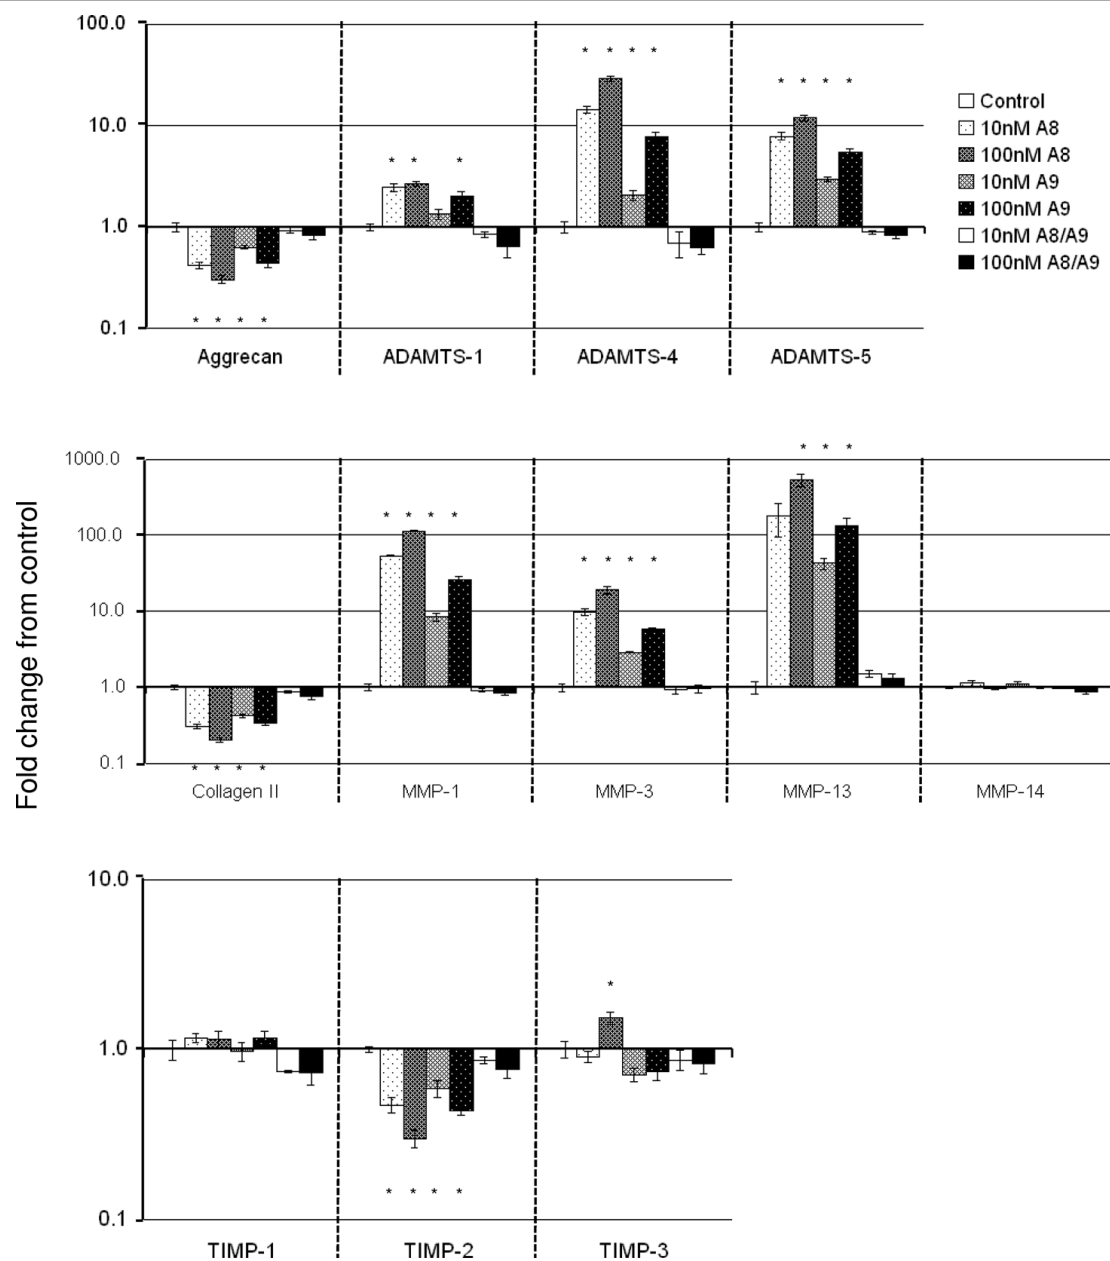 100.0
10.0
1.0
0.1
* * * *
* * *
* * * *
* * * *
Aggrecan ADAMTS-1 ADAMTS-4 ADAMTS-5
Control
10nM A8
100nM A8
10nM A9
100nM A9
10nM A8/A9
100nM A8/A9
Fold change from control
1000.0
100.0
10.0
1.0
0.1
* * * *
* * * *
* * * *
* * *
Collagen II MMP-1 MMP-3 MMP-13 MMP-14
10.0
1.0
0.1
* * * *
*
TIMP-1 TIMP-2 TIMP-3